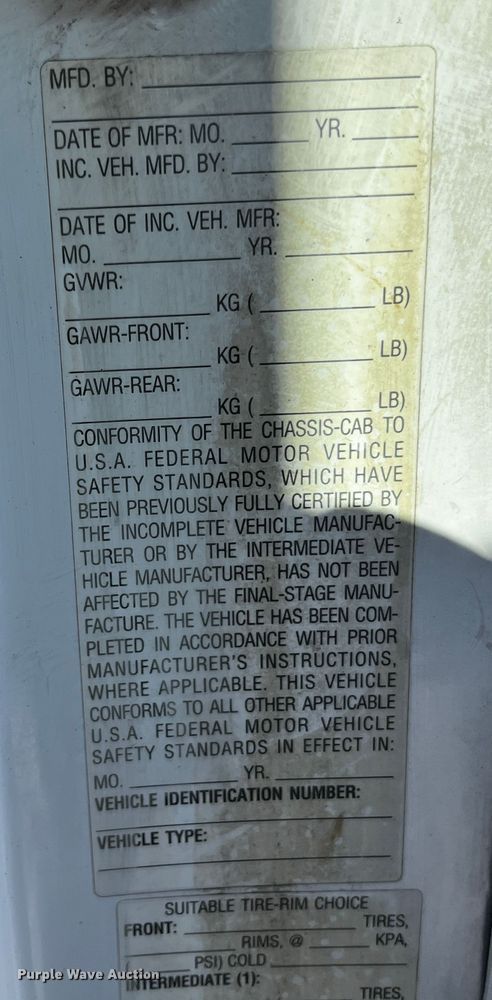 MFD. BY:
DATE OF MFR: MO. YR.
INC. VEH. MFD. BY:
DATE OF INC. VEH. MFR:
MO. YR.
GVWR:
KG ( LB)
GAWR-FRONT:
KG ( LB)
GAWR-REAR:
KG ( LB)
CONFORMITY OF THE CHASSIS-CAB TO
U.S.A. FEDERAL MOTOR VEHICLE
SAFETY STANDARDS, WHICH HAVE
BEEN PREVIOUSLY FULLY CERTIFIED BY
THE INCOMPLETE VEHICLE MANUFAC-
TURER OR BY THE INTERMEDIATE VE-
HICLE MANUFACTURER, HAS NOT BEEN
AFFECTED BY THE FINAL-STAGE MANU-
FACTURE. THE VEHICLE HAS BEEN COM-
PLETED IN ACCORDANCE WITH PRIOR
MANUFACTURER'S INSTRUCTIONS,
WHERE APPLICABLE. THIS VEHICLE
CONFORMS TO ALL OTHER APPLICABLE
U.S.A. FEDERAL MOTOR VEHICLE
SAFETY STANDARDS IN EFFECT IN:
MO. YR.
VEHICLE IDENTIFICATION NUMBER:
VEHICLE TYPE:
SUITABLE TIRE-RIM CHOICE
FRONT: TIRES,
RIMS, @ KPA,
( PSI) COLD
INTERMEDIATE (1):
TIRES,
Purple Wave Auction